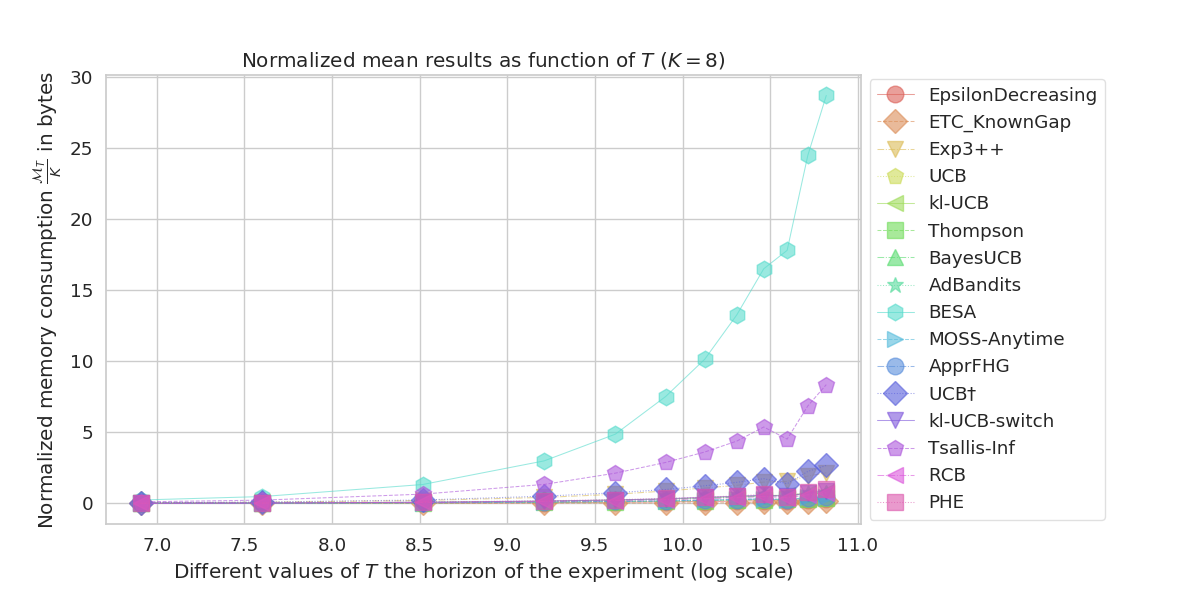 Normalized mean results as function of T (K = 8)
Normalized memory consumption M_T/K in bytes
30
25
20
15
10
5
0
7.0 7.5 8.0 8.5 9.0 9.5 10.0 10.5 11.0
Different values of T the horizon of the experiment (log scale)
EpsilonDecreasing
ETC_KnownGap
Exp3++
UCB
kl-UCB
Thompson
BayesUCB
AdBandits
BESA
MOSS-Anytime
ApprFHG
UCB†
kl-UCB-switch
Tsallis-Inf
RCB
PHE